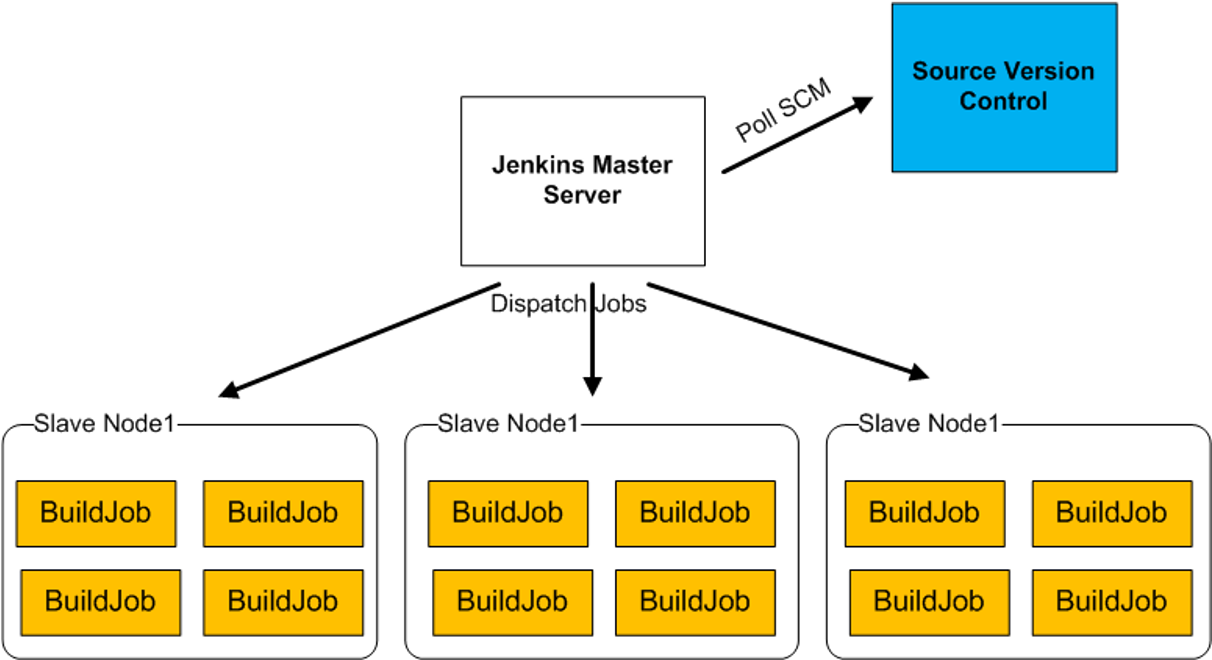 Source Version
Control
Poll SCM
Jenkins Master
Server
Dispatch Jobs
Slave Node1
Slave Node1
Slave Node1
BuildJob
BuildJob
BuildJob
BuildJob
BuildJob
BuildJob
BuildJob
BuildJob
BuildJob
BuildJob
BuildJob
BuildJob